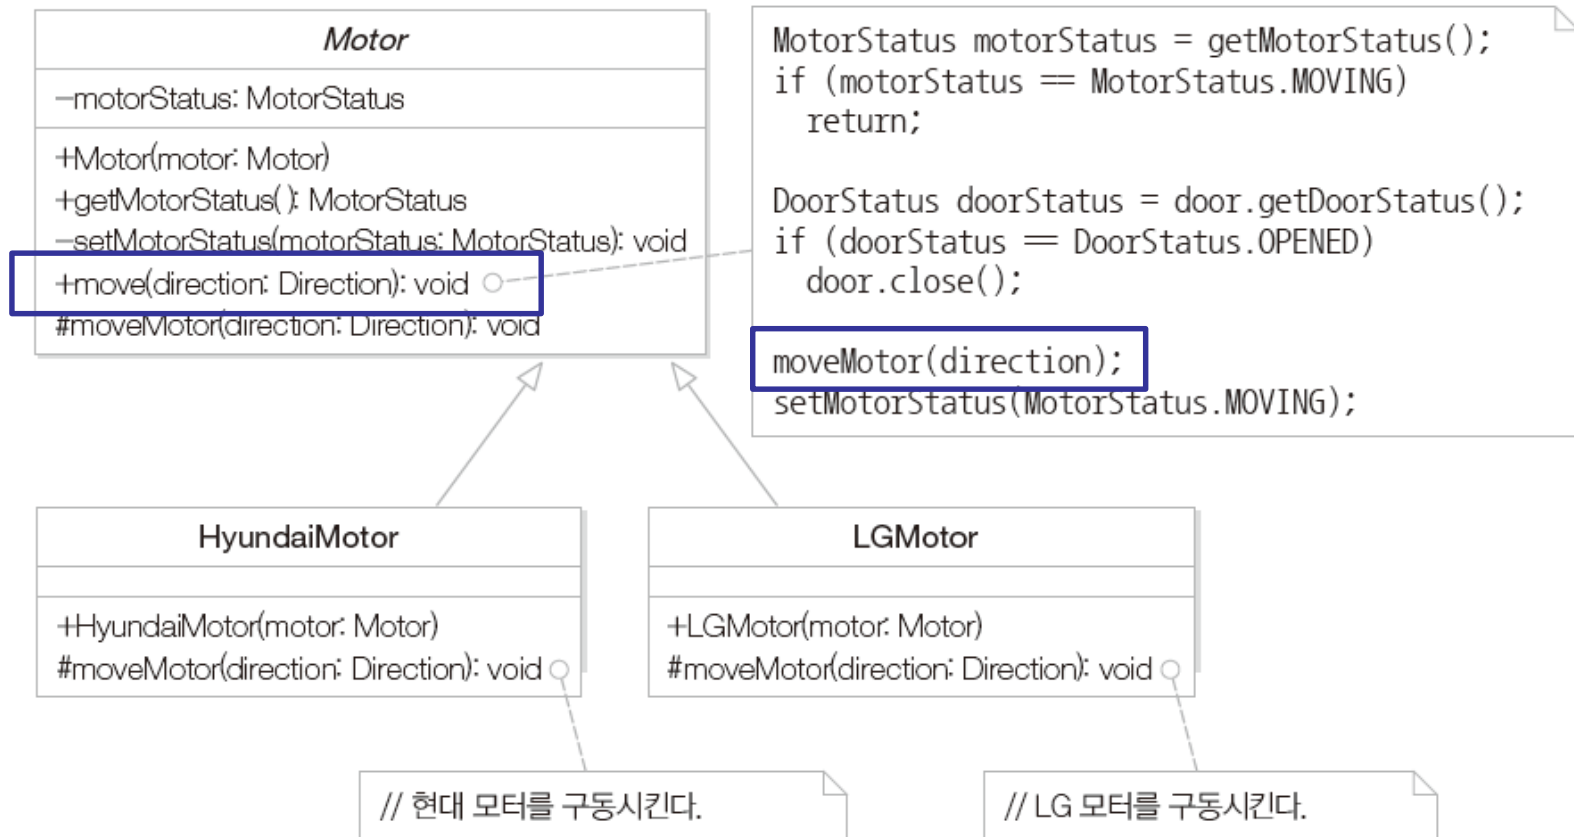 Motor
-motorStatus: MotorStatus
+Motor(motor: Motor)
+getMotorStatus( ): MotorStatus
-setMotorStatus(motorStatus: MotorStatus): void
+move(direction: Direction): void
#moveMotor(direction: Direction): void
MotorStatus motorStatus = getMotorStatus();
if (motorStatus == MotorStatus.MOVING)
return;
DoorStatus doorStatus = door.getDoorStatus();
if (doorStatus == DoorStatus.OPENED)
door.close();
moveMotor(direction);
setMotorStatus(MotorStatus.MOVING);
HyundaiMotor
+HyundaiMotor(motor: Motor)
#moveMotor(direction: Direction): void
LGMotor
+LGMotor(motor: Motor)
#moveMotor(direction: Direction): void
// 현대 모터를 구동시킨다.
// LG 모터를 구동시킨다.